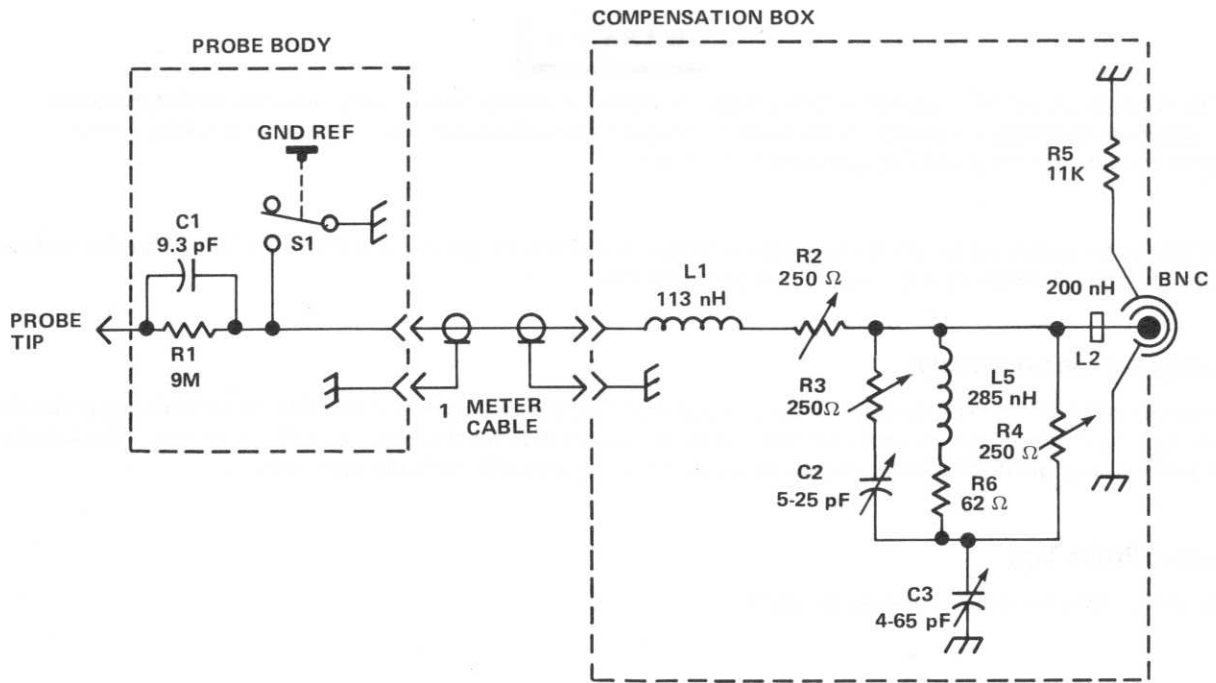 COMPENSATION BOX
PROBE BODY
GND REF
S1
C1
9.3 pF
PROBE
TIP
R1
9M
1 METER
CABLE
L1
113 nH
R2
250 Ω
R3
250Ω
C2
5-25 pF
L5
285 nH
R6
62 Ω
R4
250 Ω
C3
4-65 pF
R5
11K
200 nH
L2
BNC